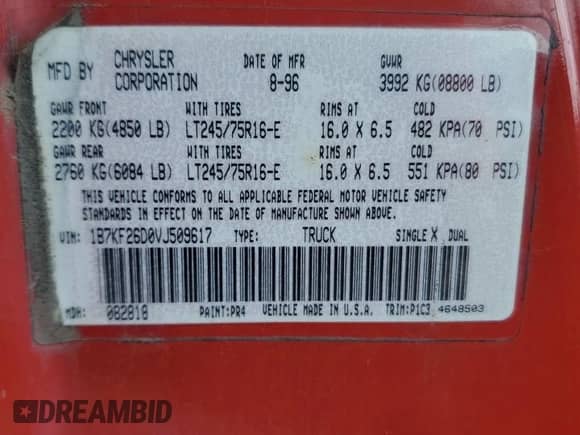 MFD BY CHRYSLER CORPORATION DATE OF MFR 8-96 GVWR 3992 KG(08800 LB)
GAWR FRONT WITH TIRES RIMS AT COLD
2200 KG(4850 LB) LT245/75R16-E 16.0 X 6.5 482 KPA(70 PSI)
GAWR REAR WITH TIRES RIMS AT COLD
2760 KG(6084 LB) LT245/75R16-E 16.0 X 6.5 551 KPA(80 PSI)
THIS VEHICLE CONFORMS TO ALL APPLICABLE FEDERAL MOTOR VEHICLE SAFETY
STANDARDS IN EFFECT ON THE DATE OF MANUFACTURE SHOWN ABOVE.
VIN: 1B7KF26D0VJ509617 TYPE: TRUCK SINGLE X DUAL
MDH: 082818 PAINT:PR4 VEHICLE MADE IN U.S.A. TRIM:P1C3 4648503
DREAMBID